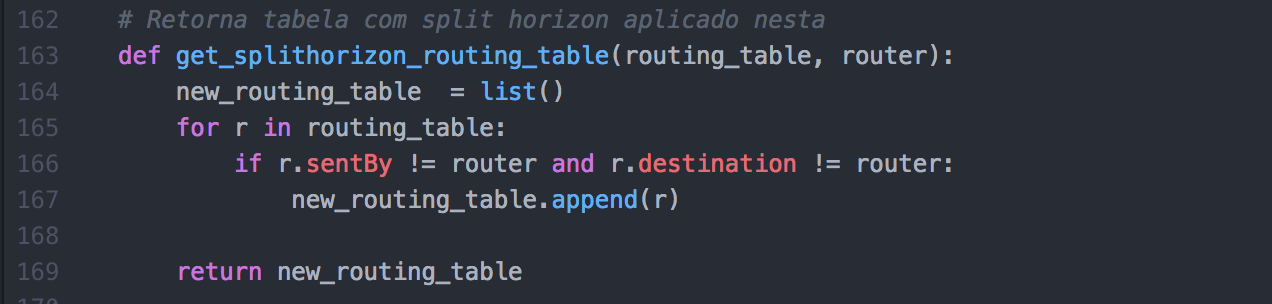 162    # Retorna tabela com split horizon aplicado nesta
163    def get_splithorizon_routing_table(routing_table, router):
164        new_routing_table  = list()
165        for r in routing_table:
166            if r.sentBy != router and r.destination != router:
167                new_routing_table.append(r)
168
169        return new_routing_table
170